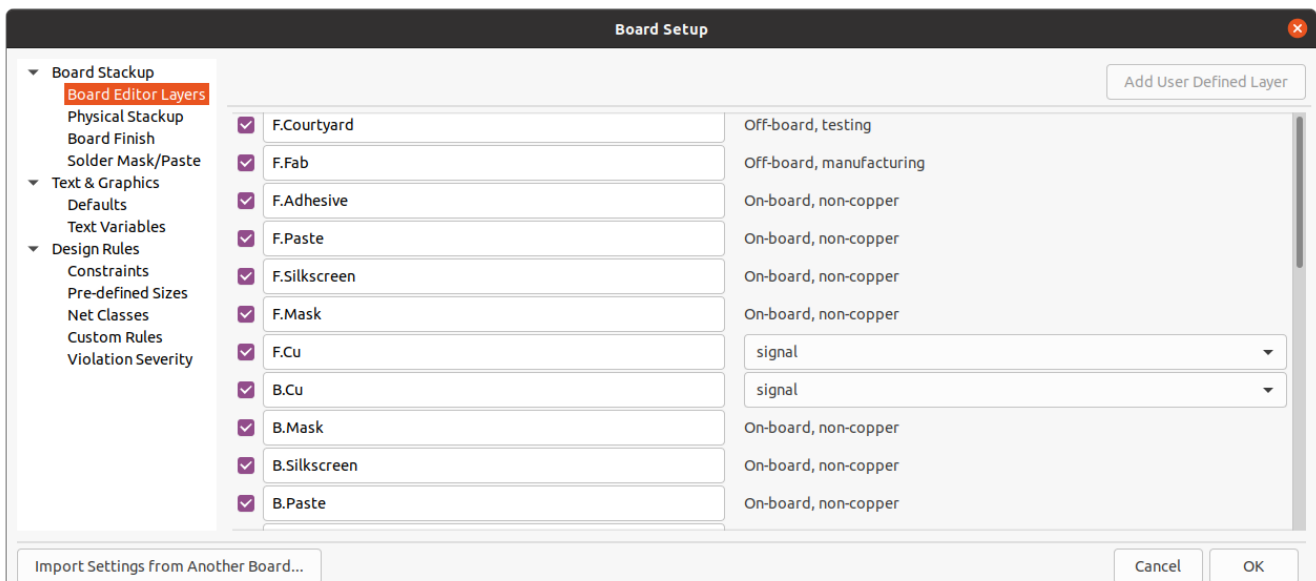 Board Setup
Board Stackup
Board Editor Layers
Physical Stackup
Board Finish
Solder Mask/Paste
Text & Graphics
Defaults
Text Variables
Design Rules
Constraints
Pre-defined Sizes
Net Classes
Custom Rules
Violation Severity
Add User Defined Layer
F.Courtyard Off-board, testing
F.Fab Off-board, manufacturing
F.Adhesive On-board, non-copper
F.Paste On-board, non-copper
F.Silkscreen On-board, non-copper
F.Mask On-board, non-copper
F.Cu signal
B.Cu signal
B.Mask On-board, non-copper
B.Silkscreen On-board, non-copper
B.Paste On-board, non-copper
Import Settings from Another Board... Cancel OK